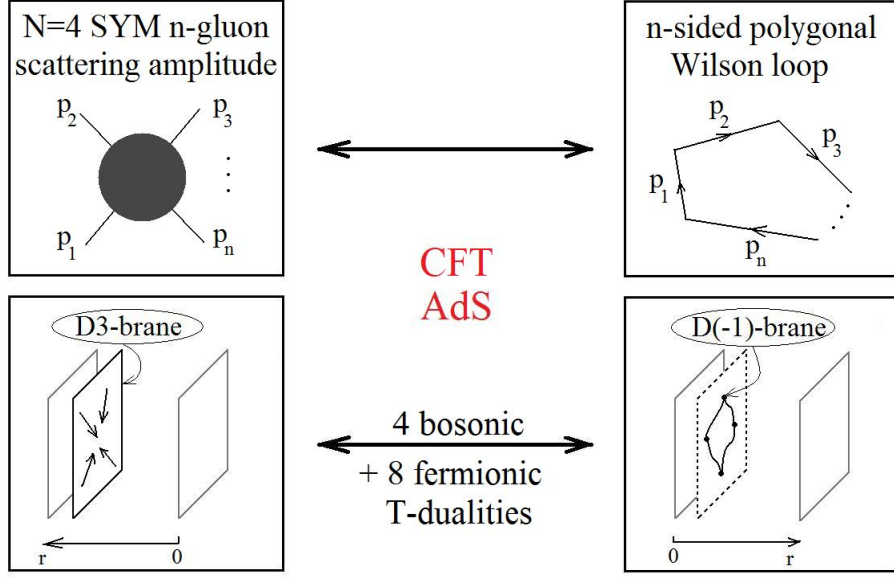 N=4 SYM n-gluon
scattering amplitude
p2
p3
p1
pn
n-sided polygonal
Wilson loop
p2
p3
p1
pn
CFT
AdS
D3-brane
r
0
4 bosonic
+ 8 fermionic
T-dualities
D(-1)-brane
0
r